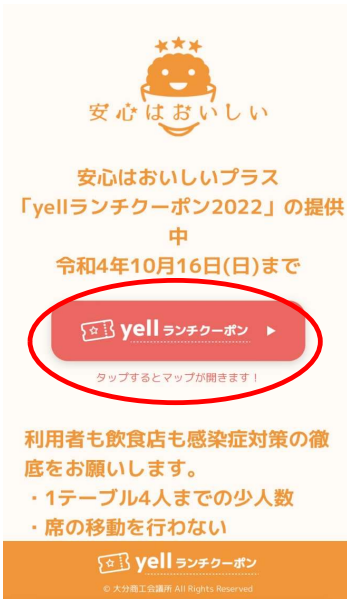 安心はおいしい
安心はおいしいプラス
「yellランチクーポン2022」の提供
中
令和4年10月16日(日)まで
yell ランチクーポン ▶
タップするとマップが開きます！
利用者も飲食店も感染症対策の徹
底をお願いします。
・1テーブル4人までの少人数
・席の移動を行わない
yell ランチクーポン
© 大分商工会議所 All Rights Reserved